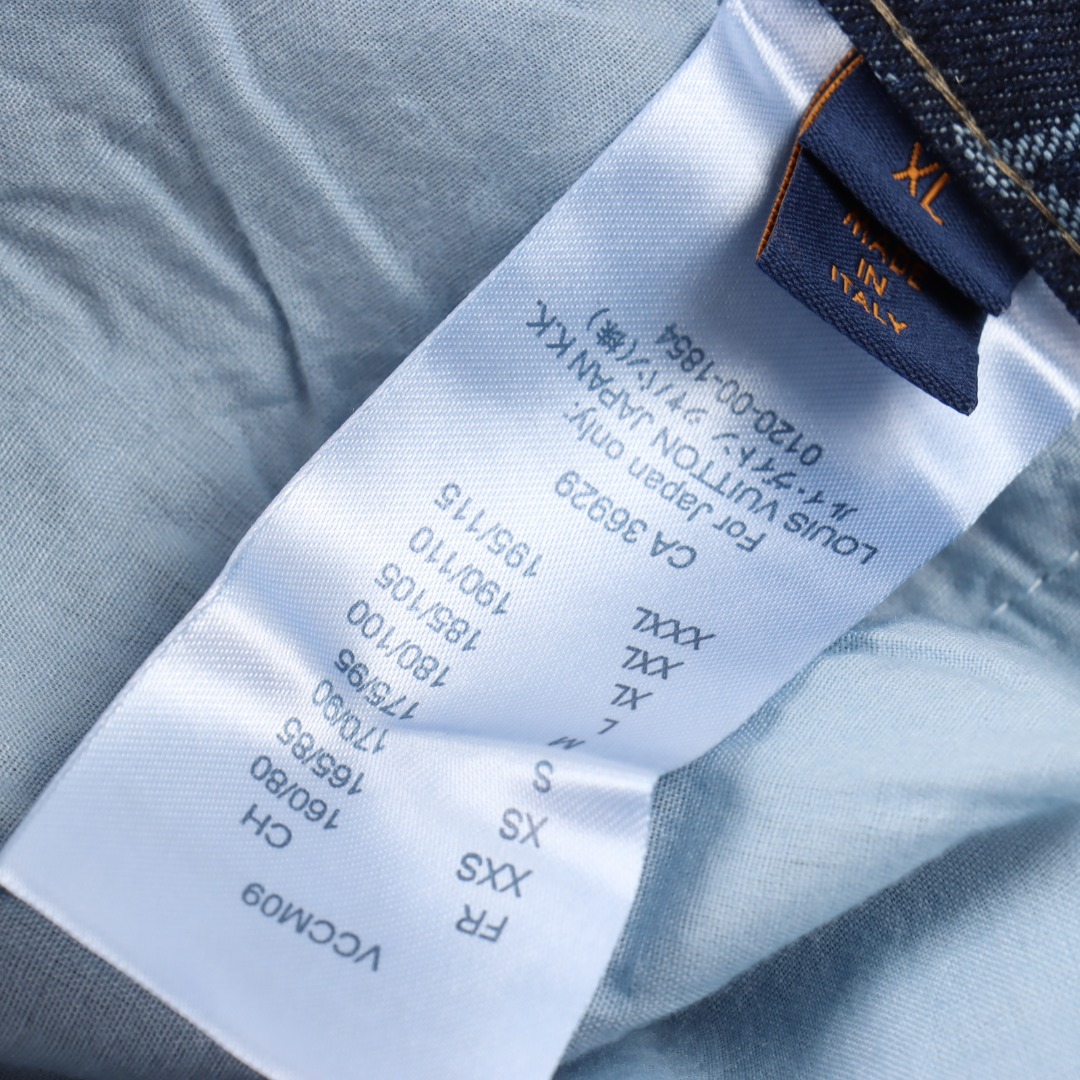 XL
MADE
IN
ITALY
VCCM09
FR CH
XXS 160/80
XS 165/85
S 170/90
M 175/95
L 180/100
XL 185/105
XXL 190/110
XXXL 195/115
CA 36929
For Japan only:
LOUIS VUITTON JAPAN K.K.
ルイ・ヴィトン ジャパン(株)
0120-00-1854